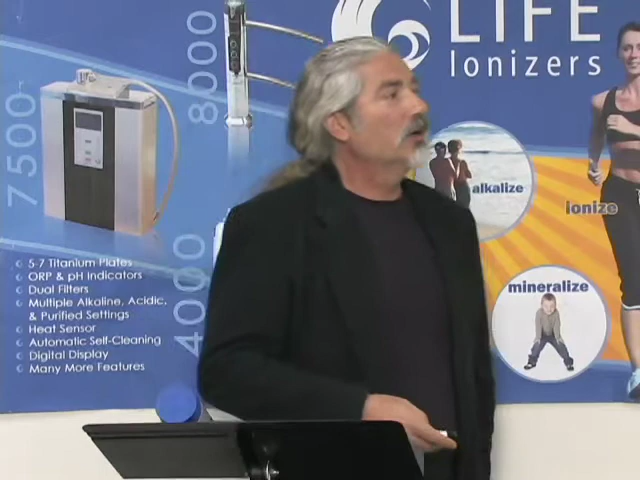 LIFE
Ionizers
8000
7500
4000
alkalize
ionize
mineralize
5-7 Titanium Plates
ORP & pH Indicators
Dual Filters
Multiple Alkaline, Acidic,
& Purified Settings
Heat Sensor
Automatic Self-Cleaning
Digital Display
Many More Features